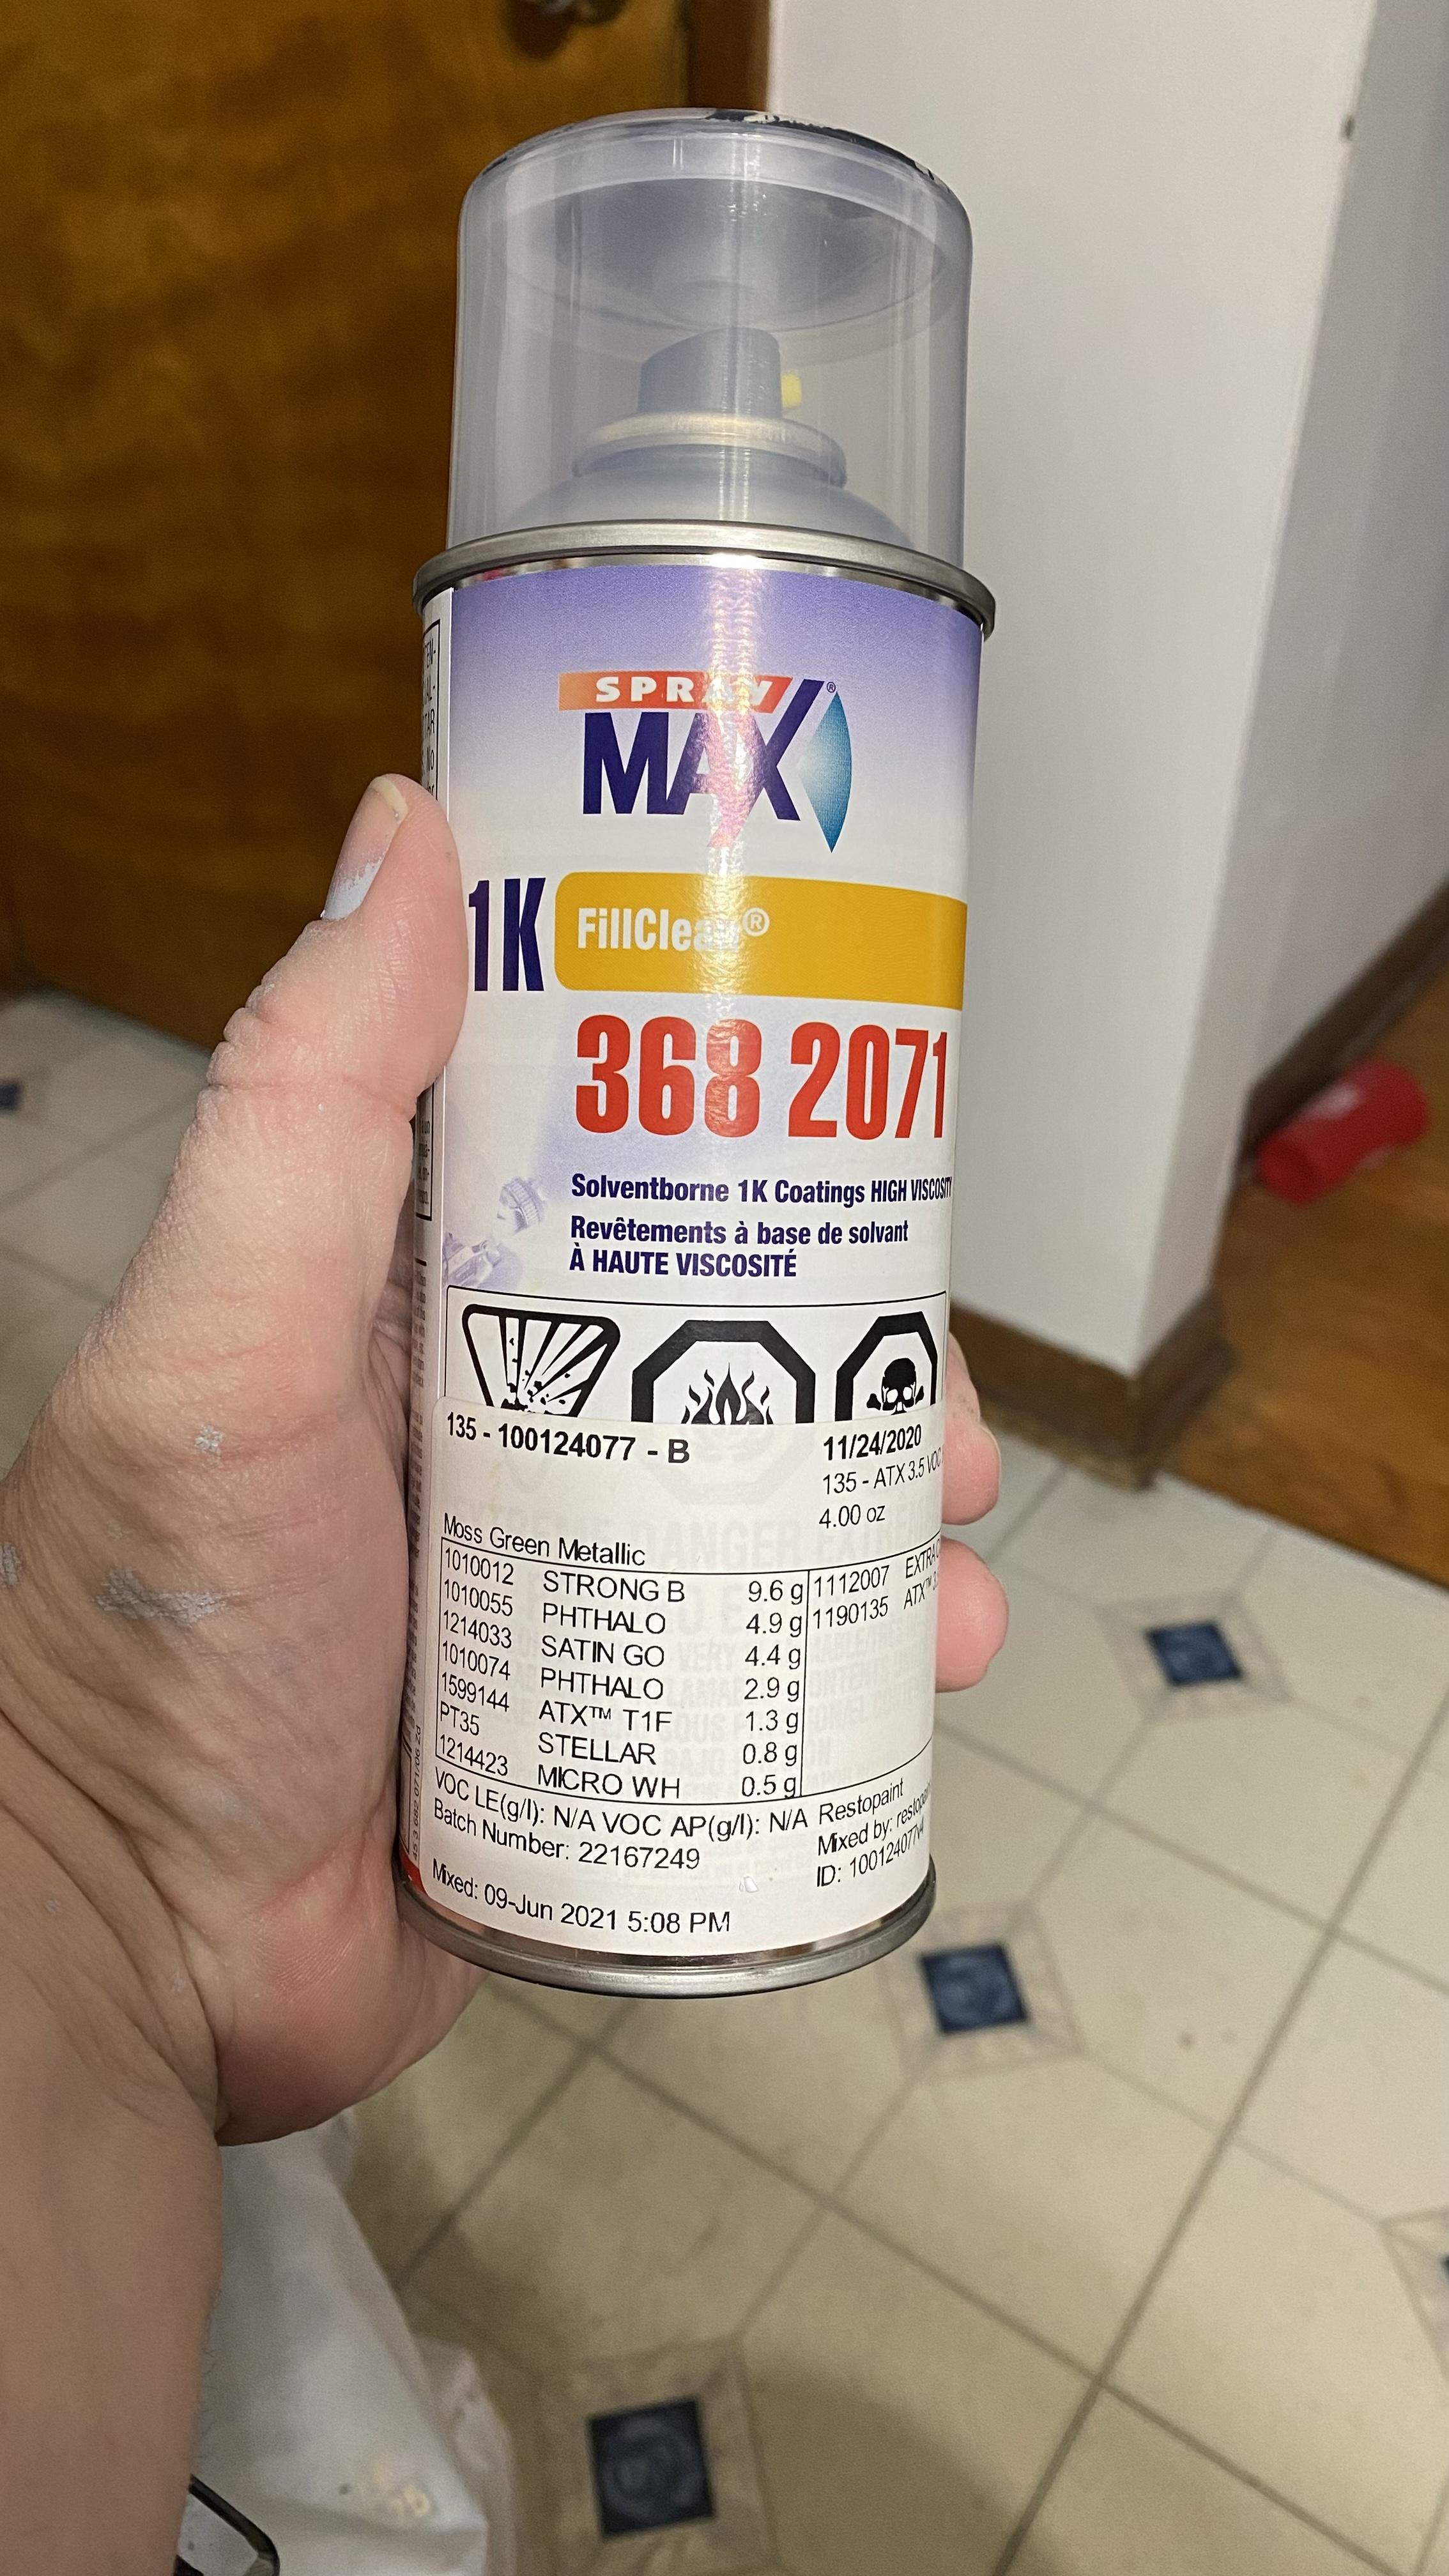 SPRAY
MAX®
1K FillClean®
368 2071
Solventborne 1K Coatings HIGH VISCOSITY
Revêtements à base de solvant
À HAUTE VISCOSITÉ
135 - 100124077 - B
11/24/2020
135 - ATX 3.5 VOC
4.00 oz
Moss Green Metallic
1010012 STRONG B 9.6 g 1112007
1010055 PHTHALO 4.9 g 1190135 ATX™
1214033 SATIN GO 4.4 g
1010074 PHTHALO 2.9 g
1599144 ATX™ T1F 1.3 g
PT35 STELLAR 0.8 g
1214423 MICRO WH 0.5 g
VOC LE(g/l): N/A VOC AP(g/l): N/A Restopaint
Batch Number: 22167249 Mixed by:
ID:
Mixed: 09-Jun 2021 5:08 PM